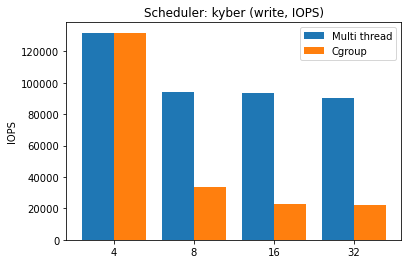 Scheduler: kyber (write, IOPS)
Multi thread
Cgroup
IOPS
120000
100000
80000
60000
40000
20000
0
4 8 16 32